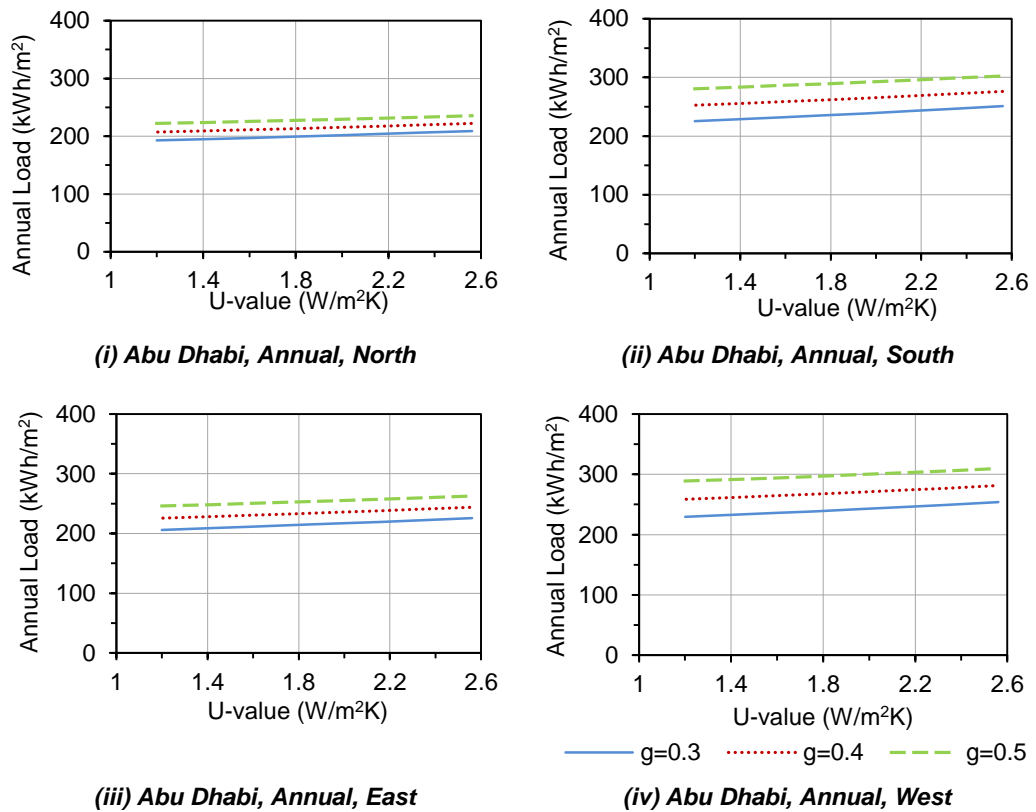 400
300
200
100
0
Annual Load (kWh/m²)
1 1.4 1.8 2.2 2.6
U-value (W/m²K)
(i) Abu Dhabi, Annual, North
400
300
200
100
0
Annual Load (kWh/m²)
1 1.4 1.8 2.2 2.6
U-value (W/m²K)
(ii) Abu Dhabi, Annual, South
400
300
200
100
0
Annual Load (kWh/m²)
1 1.4 1.8 2.2 2.6
U-value (W/m²K)
(iii) Abu Dhabi, Annual, East
400
300
200
100
0
Annual Load (kWh/m²)
1 1.4 1.8 2.2 2.6
U-value (W/m²K)
g=0.3 g=0.4 g=0.5
(iv) Abu Dhabi, Annual, West